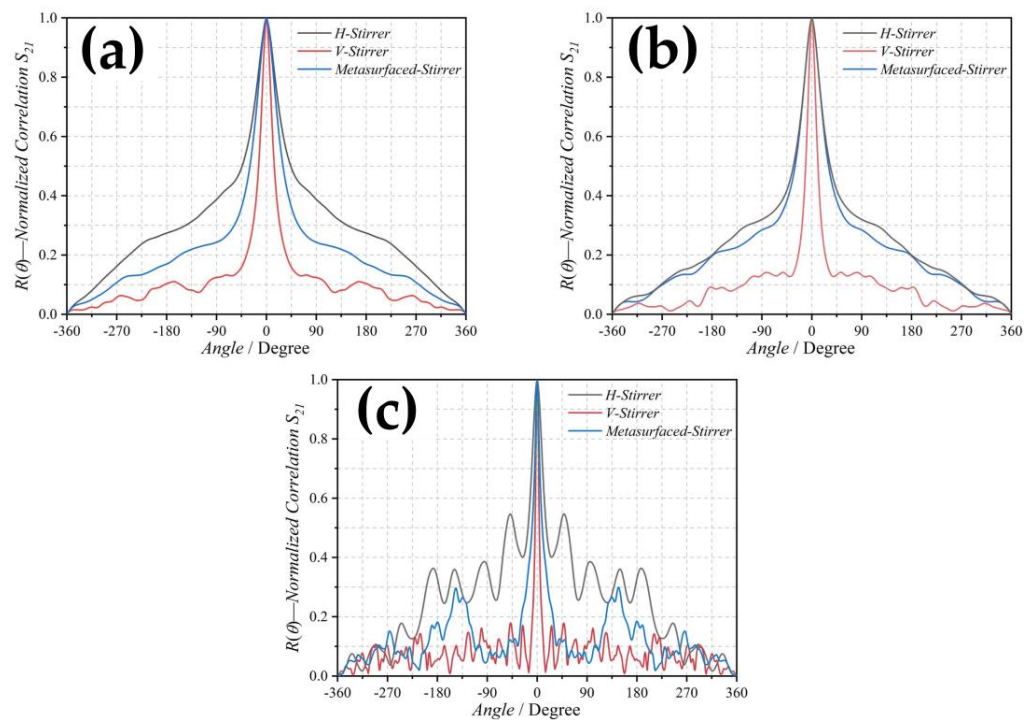 (a)
H-Stirrer
V-Stirrer
Metasurfaced-Stirrer
R(θ)—Normalized Correlation S21
1.0
0.8
0.6
0.4
0.2
0.0
-360 -270 -180 -90 0 90 180 270 360
Angle / Degree
(b)
H-Stirrer
V-Stirrer
Metasurfaced-Stirrer
R(θ)—Normalized Correlation S21
1.0
0.8
0.6
0.4
0.2
0.0
-360 -270 -180 -90 0 90 180 270 360
Angle / Degree
(c)
H-Stirrer
V-Stirrer
Metasurfaced-Stirrer
R(θ)—Normalized Correlation S21
1.0
0.8
0.6
0.4
0.2
0.0
-360 -270 -180 -90 0 90 180 270 360
Angle / Degree